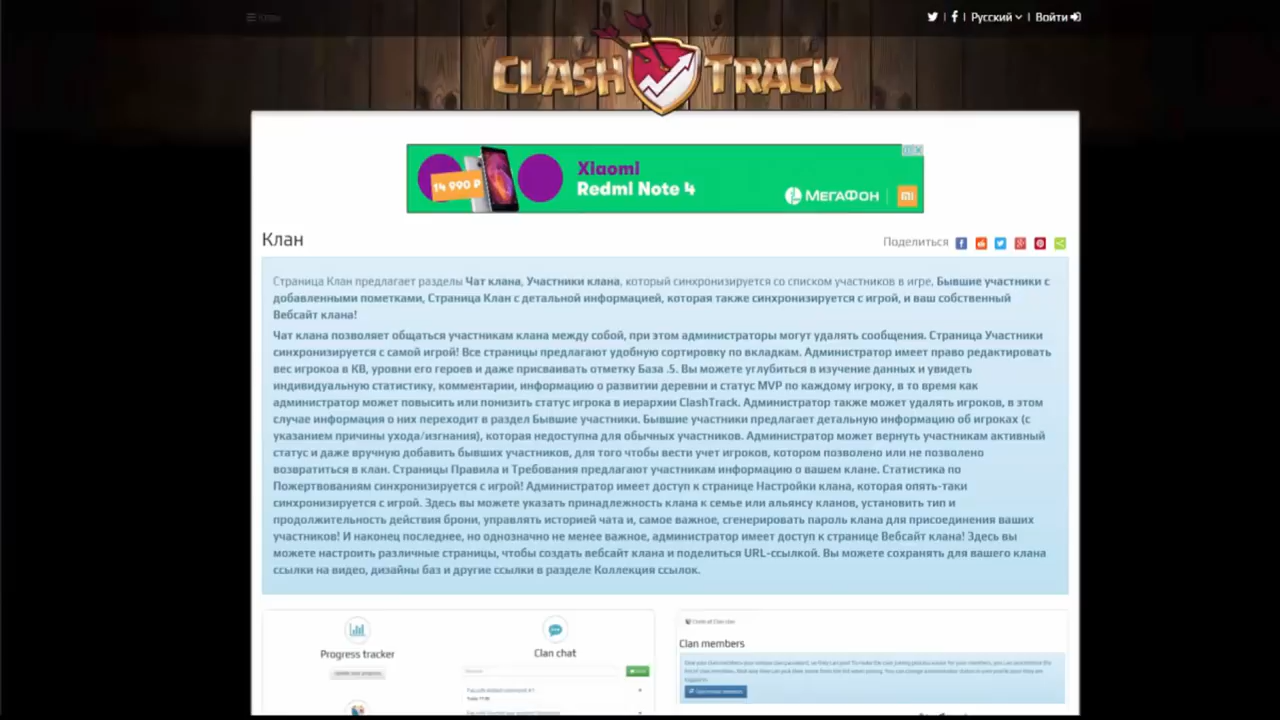 Клан
Русский
Войти
CLASH TRACK
14 990 ₽
Xiaomi
Redmi Note 4
МЕГАФОН
Клан
Поделиться
Страница Клан предлагает разделы Чат клана, Участники клана, который синхронизируется со списком участников в игре, Бывшие участники с
добавленными пометками, Страница Клан с детальной информацией, которая также синхронизируется с игрой, и ваш собственный
Вебсайт клана!
Чат клана позволяет общаться участникам клана между собой, при этом администраторы могут удалять сообщения. Страница Участники
синхронизируется с самой игрой! Все страницы предлагают удобную сортировку по вкладкам. Администратор имеет право редактировать
вес игрокоа в КВ, уровни его героев и даже присваивать отметку База .5. Вы можете углубиться в изучение данных и увидеть
индивидуальную статистику, комментарии, информацию о развитии деревни и статус MVP по каждому игроку, в то время как
администратор может повысить или понизить статус игрока в иерархии ClashTrack. Администратор также может удалять игроков, в этом
случае информация о них переходит в раздел Бывшие участники. Бывшие участники предлагает детальную информацию об игроках (с
указанием причины ухода/изгнания), которая недоступна для обычных участников. Администратор может вернуть участникам активный
статус и даже вручную добавить бывших участников, для того чтобы вести учет игроков, котором позволено или не позволено
возвратиться в клан. Страницы Правила и Требования предлагают участникам информацию о вашем клане. Статистика по
Пожертвованиям синхронизируется с игрой! Администратор имеет доступ к странице Настройки клана, которая опять-таки
синхронизируется с игрой. Здесь вы можете указать принадлежность клана к семье или альянсу кланов, установить тип и
продолжительность действия брони, управлять историей чата и, самое важное, сгенерировать пароль клана для присоединения ваших
участников! И наконец последнее, но однозначно не менее важное, администратор имеет доступ к странице Вебсайт клана! Здесь вы
можете настроить различные страницы, чтобы создать вебсайт клана и поделиться URL-ссылкой. Вы можете сохранять для вашего клана
ссылки на видео, дизайны баз и другие ссылки в разделе Коллекция ссылок.
Progress tracker
Clan chat
Clan members